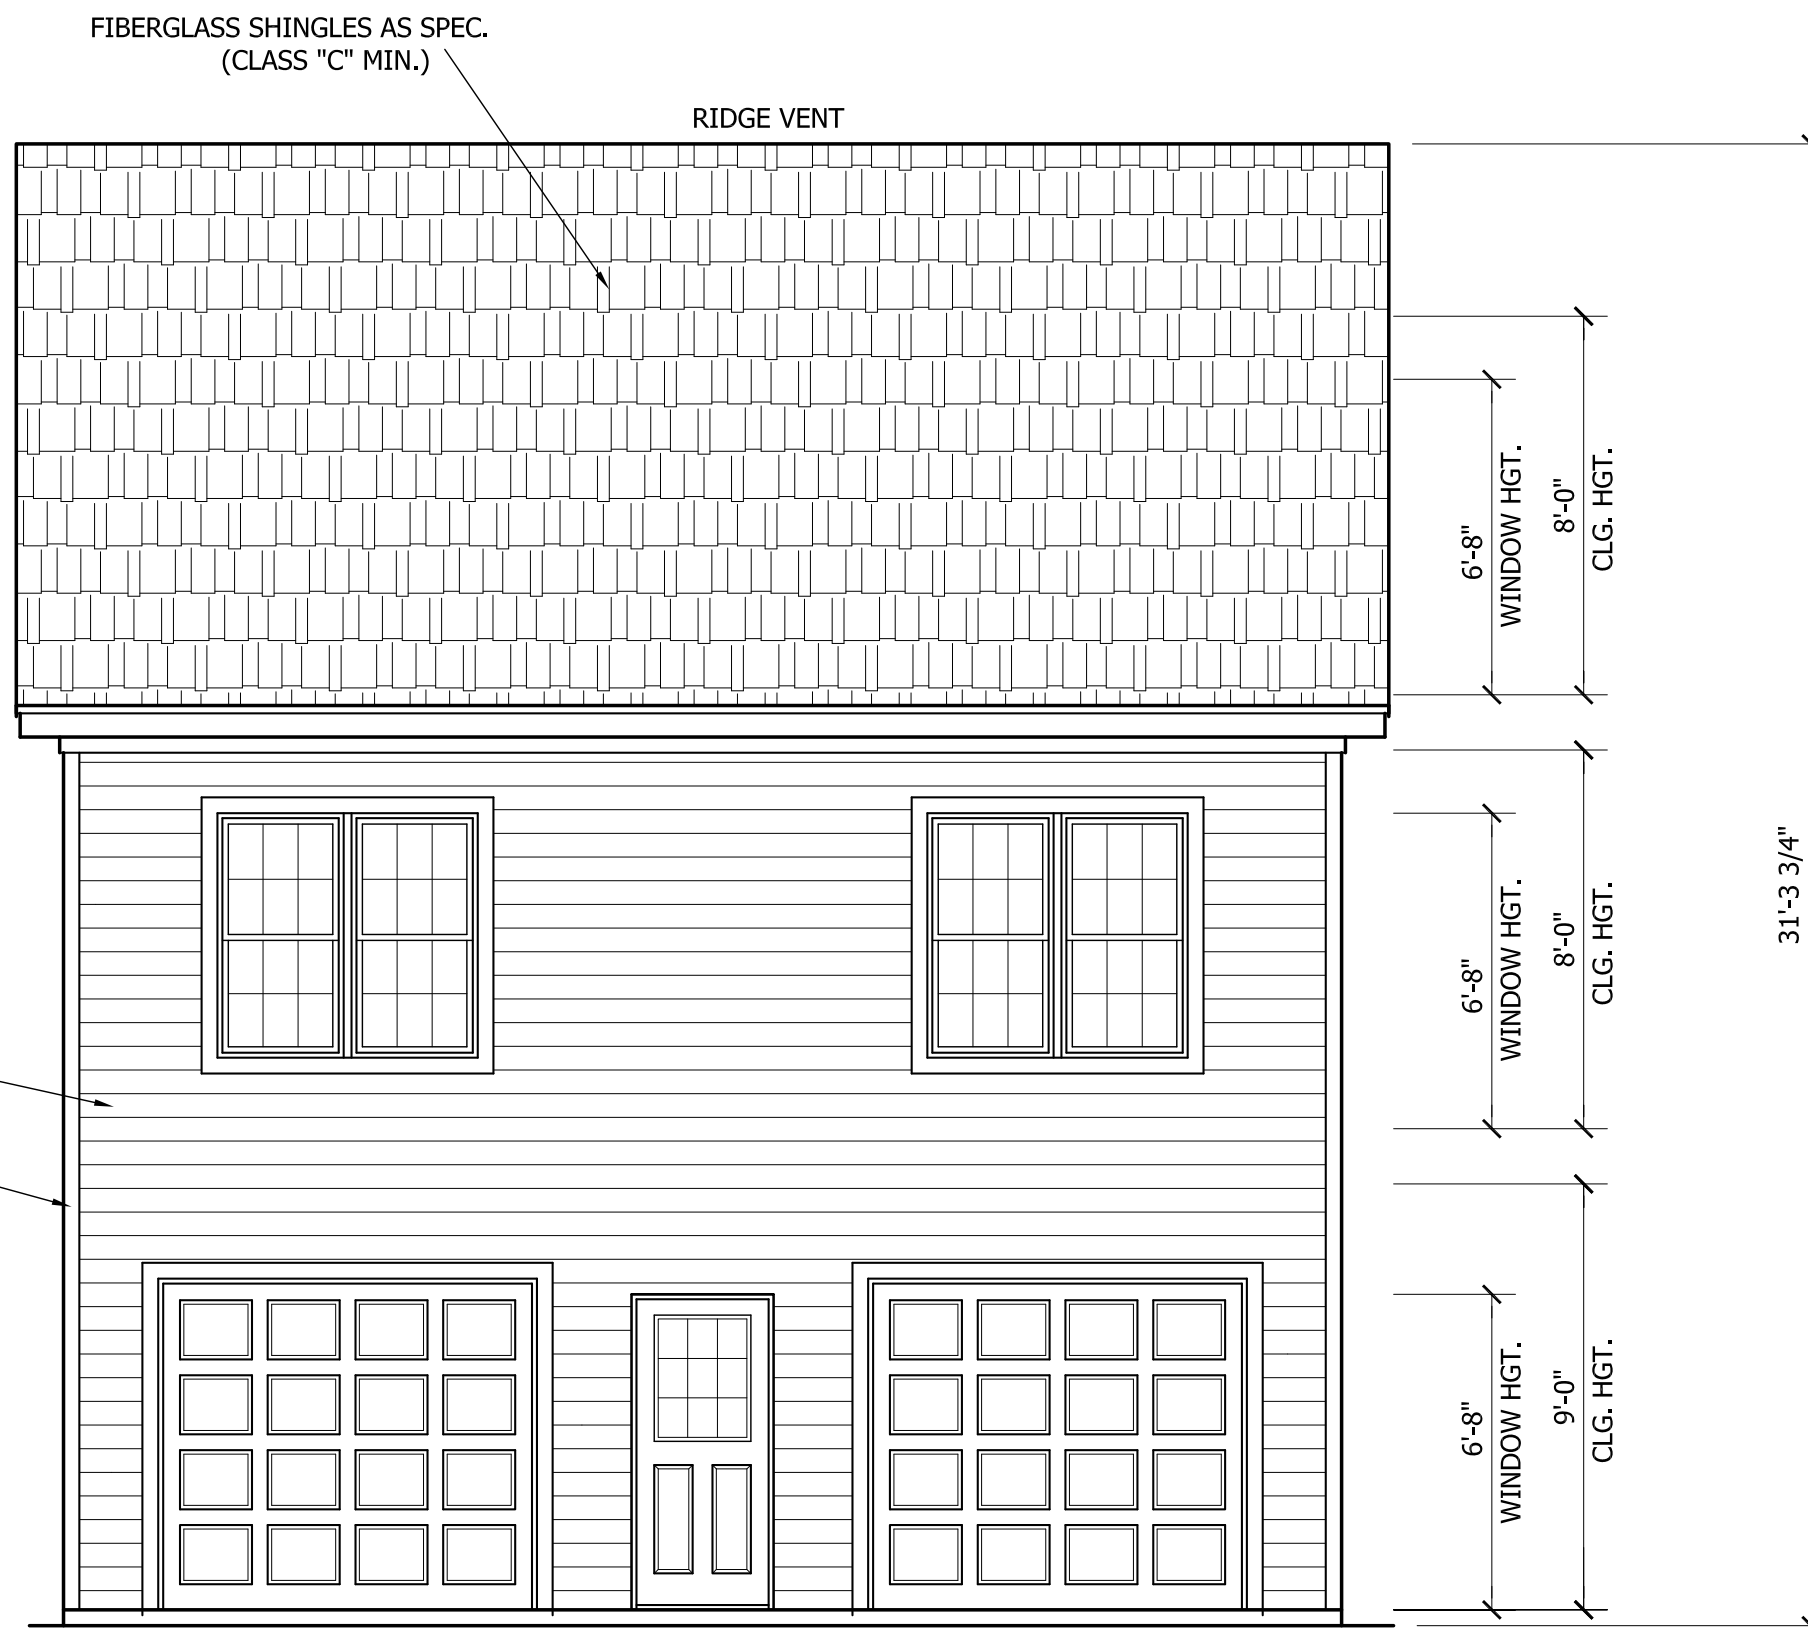 FIBERGLASS SHINGLES AS SPEC.
(CLASS "C" MIN.)
RIDGE VENT
6'-8"
WINDOW HGT.
8'-0"
CLG. HGT.
6'-8"
WINDOW HGT.
8'-0"
CLG. HGT.
31'-3 3/4"
6'-8"
WINDOW HGT.
9'-0"
CLG. HGT.